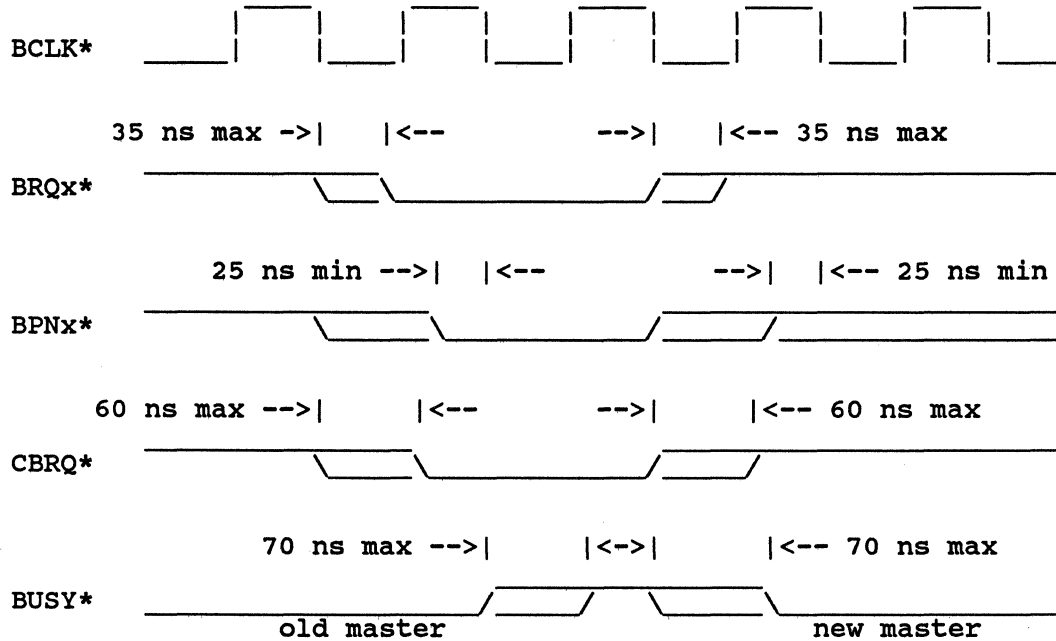 BCLK*
35 ns max -->| |<-- -->| |<-- 35 ns max
BRQx*
25 ns min -->| |<-- -->| |<-- 25 ns min
BPNx*
60 ns max -->| |<-- -->| |<-- 60 ns max
CBRQ*
70 ns max -->| |<->| |<-- 70 ns max
BUSY*
old master new master